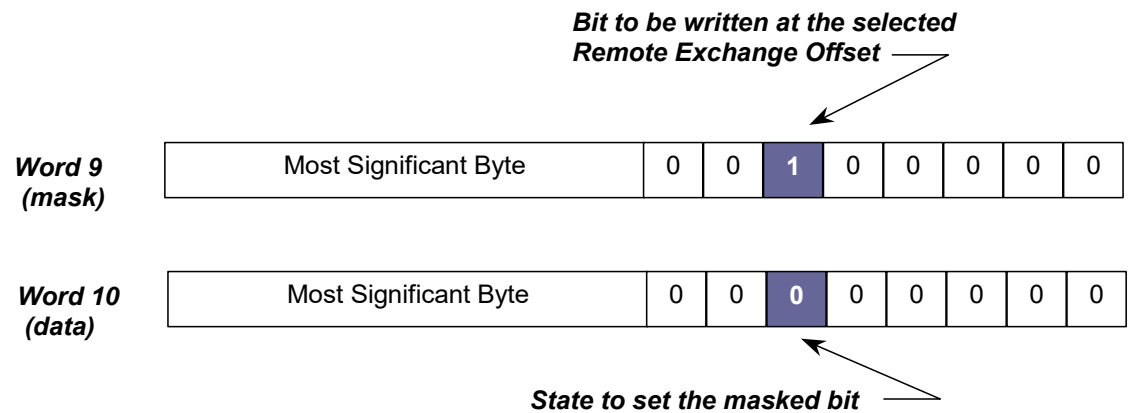 Bit to be written at the selected
Remote Exchange Offset
Word 9
(mask)
Most Significant Byte 0 0 1 0 0 0 0 0
Word 10
(data)
Most Significant Byte 0 0 0 0 0 0 0 0
State to set the masked bit